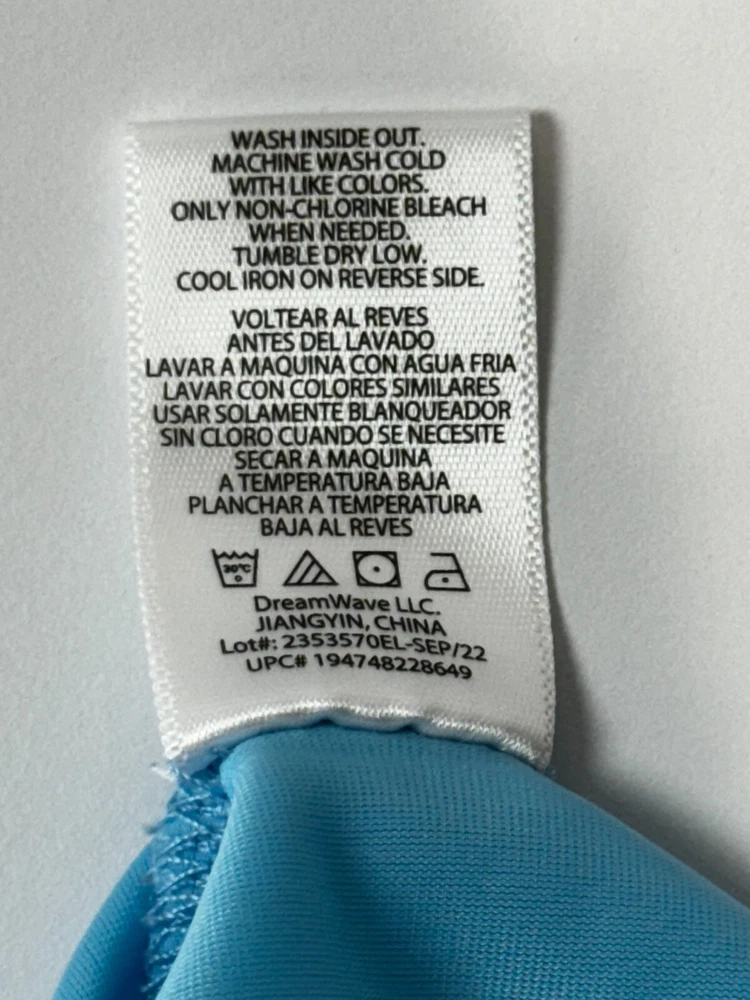 WASH INSIDE OUT.
MACHINE WASH COLD
WITH LIKE COLORS.
ONLY NON-CHLORINE BLEACH
WHEN NEEDED.
TUMBLE DRY LOW.
COOL IRON ON REVERSE SIDE.
VOLTEAR AL REVES
ANTES DEL LAVADO
LAVAR A MAQUINA CON AGUA FRIA
LAVAR CON COLORES SIMILARES
USAR SOLAMENTE BLANQUEADOR
SIN CLORO CUANDO SE NECESITE
SECAR A MAQUINA
A TEMPERATURA BAJA
PLANCHAR A TEMPERATURA
BAJA AL REVES
30°C
DreamWave LLC.
JIANGYIN, CHINA
Lot#: 2353570EL-SEP/22
UPC# 194748228649